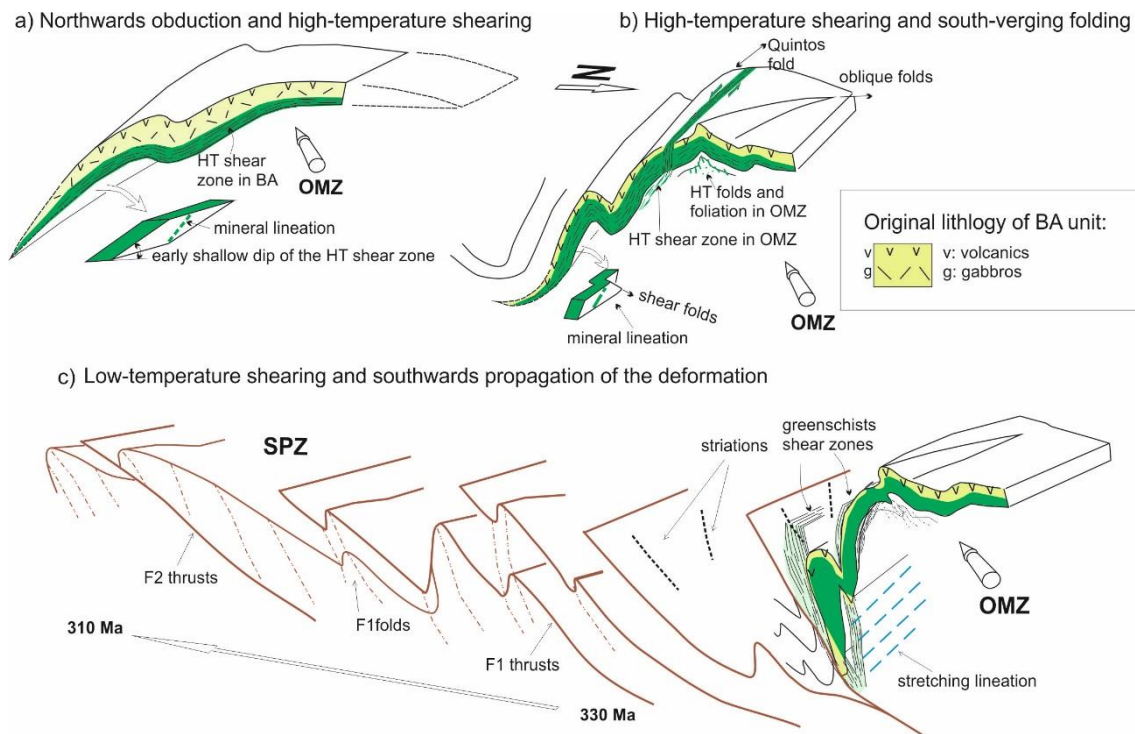 a) Northwards obduction and high-temperature shearing
HT shear
zone in BA
OMZ
mineral lineation
early shallow dip of the HT shear zone
b) High-temperature shearing and south-verging folding
N
Quintos
fold
oblique folds
HT folds and
foliation in OMZ
HT shear zone in OMZ
shear folds
mineral lineation
OMZ
Original lithlogy of BA unit:
v v v v v: volcanics
g g: gabbros
c) Low-temperature shearing and southwards propagation of the deformation
SPZ
striations
greenschists
shear zones
F2 thrusts
F1folds
F1 thrusts
OMZ
stretching lineation
310 Ma
330 Ma